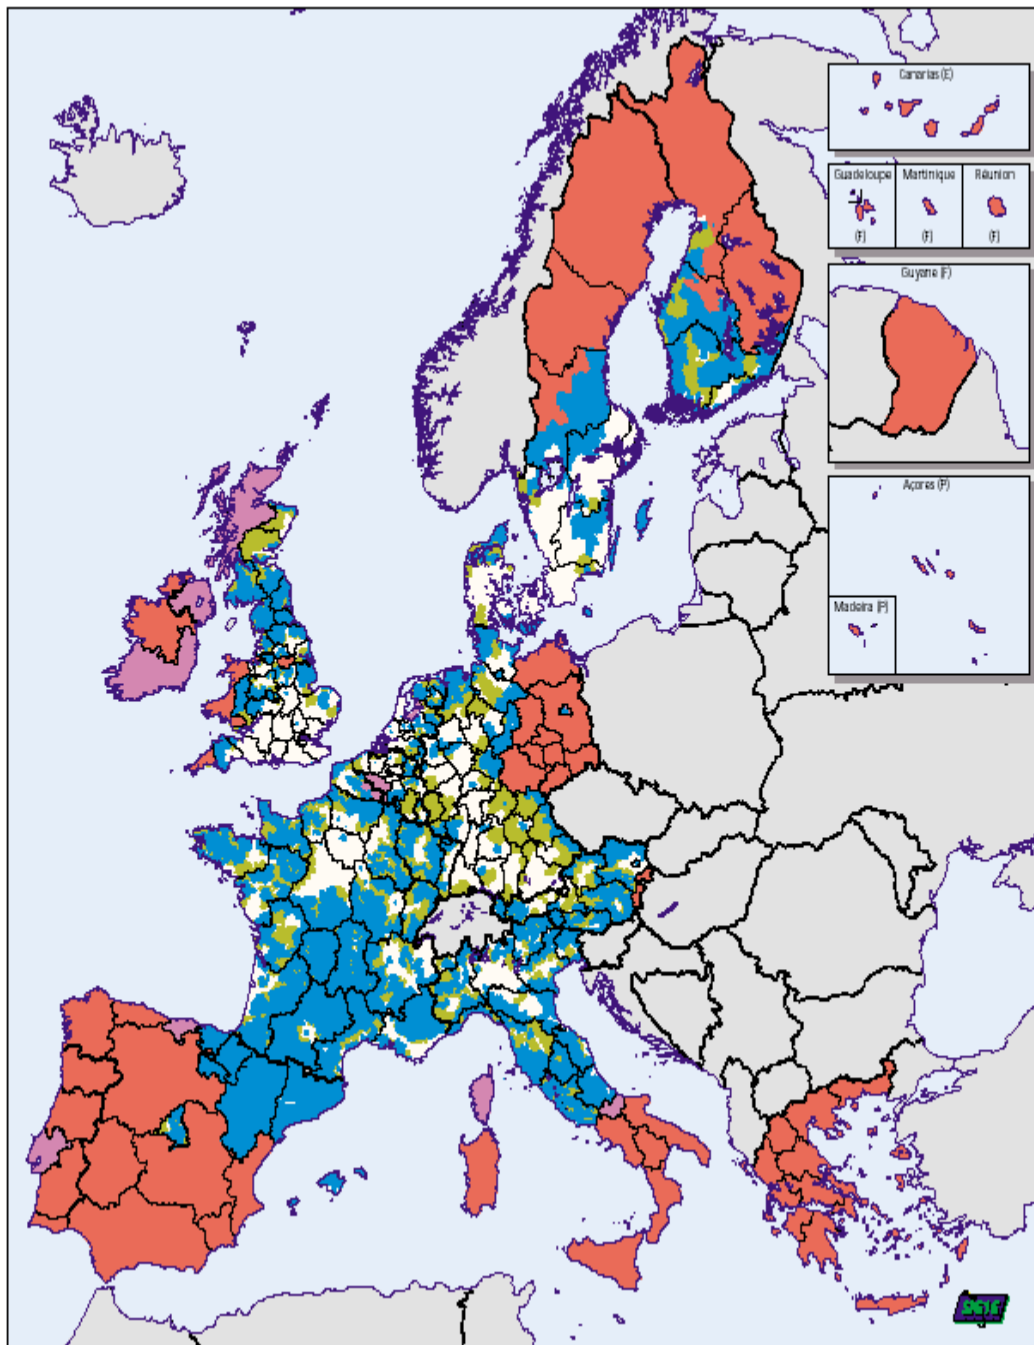 Canarias (E)
Guadeloupe
Martinique
Réunion
(F)
(F)
(F)
Guyane (F)
Açores (P)
Madeira (P)